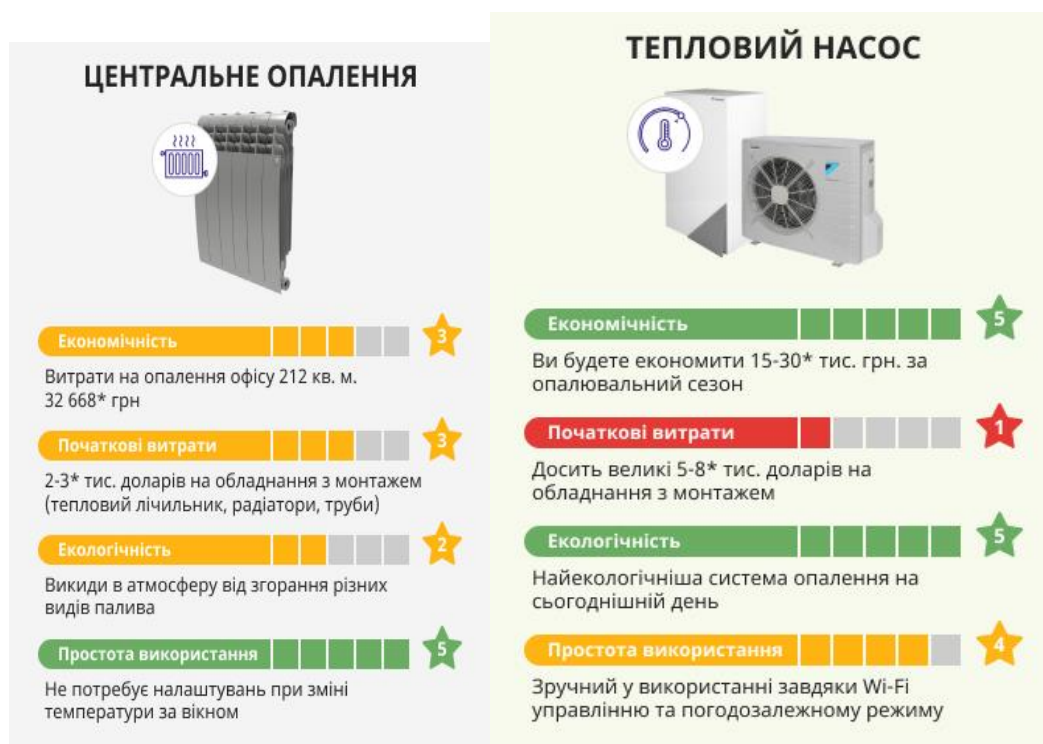 ЦЕНТРАЛЬНЕ ОПАЛЕННЯ
Економічність
3
Витрати на опалення офісу 212 кв. м.
32 668* грн
Початкові витрати
3
2-3* тис. доларів на обладнання з монтажем
(тепловий лічильник, радіатори, труби)
Екологічність
2
Викиди в атмосферу від згорання різних
видів палива
Простота використання
5
Не потребує налаштувань при зміні
температури за вікном
ТЕПЛОВИЙ НАСОС
Економічність
5
Ви будете економити 15-30* тис. грн. за
опалювальний сезон
Початкові витрати
1
Досить великі 5-8* тис. доларів на
обладнання з монтажем
Екологічність
5
Найекологічніша система опалення на
сьогоднішній день
Простота використання
4
Зручний у використанні завдяки Wi-Fi
управлінню та погодозалежному режиму